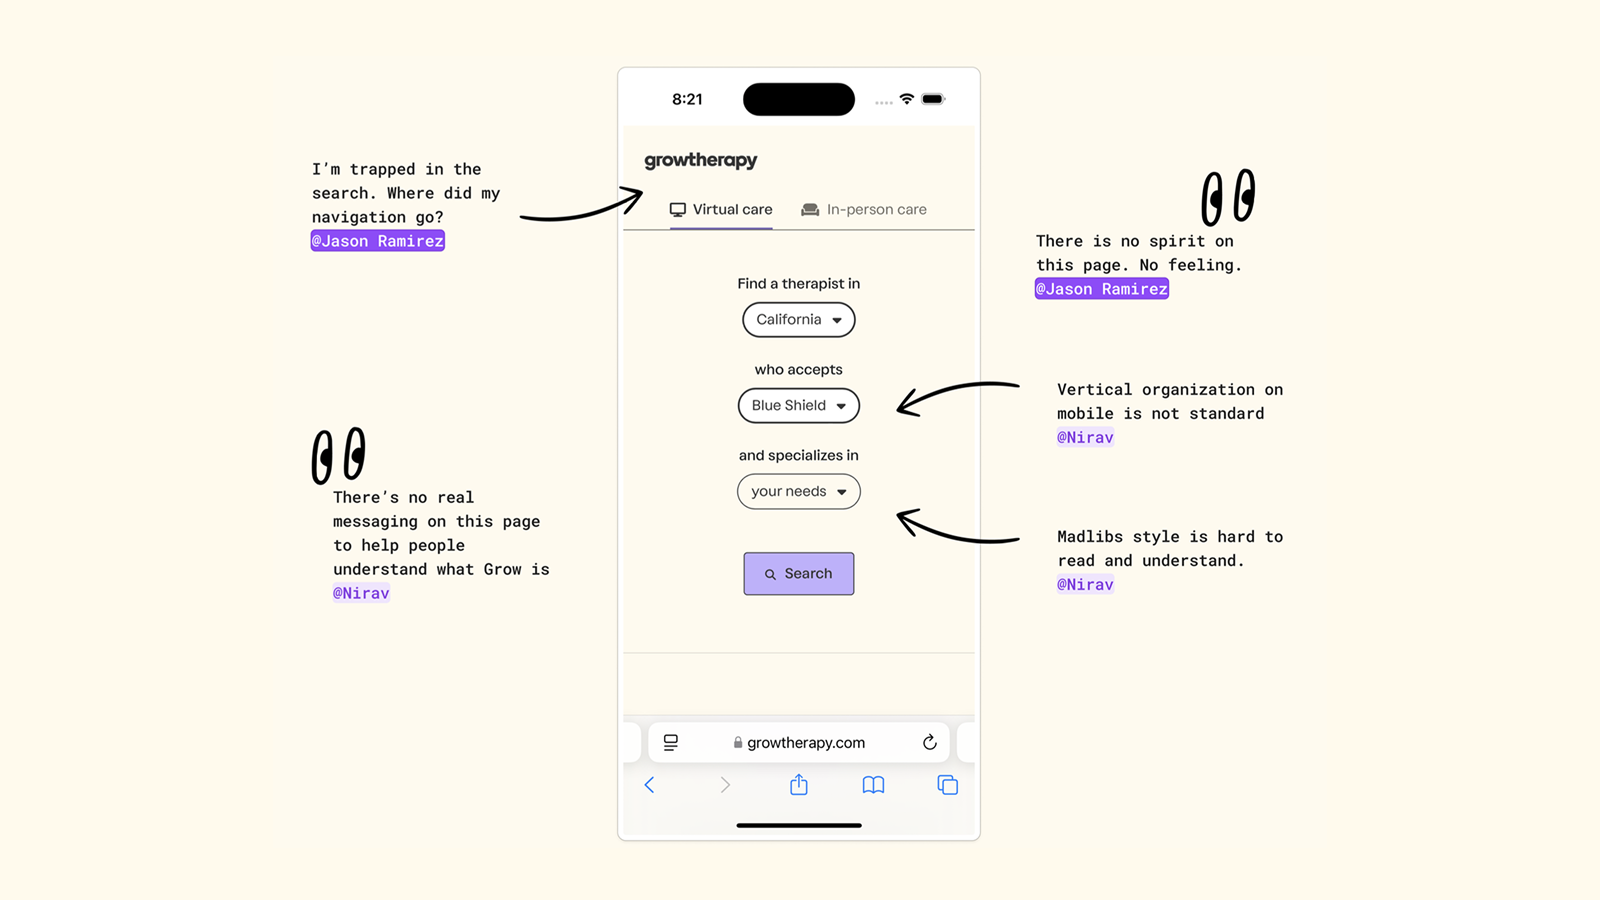 I'm trapped in the
search. Where did my
navigation go?
@Jason Ramirez
There's no real
messaging on this page
to help people
understand what Grow is
@Nirav
8:21
growtherapy
Virtual care In-person care
Find a therapist in
California
who accepts
Blue Shield
and specializes in
your needs
Search
growtherapy.com
There is no spirit on
this page. No feeling.
@Jason Ramirez
Vertical organization on
mobile is not standard
@Nirav
Madlibs style is hard to
read and understand.
@Nirav